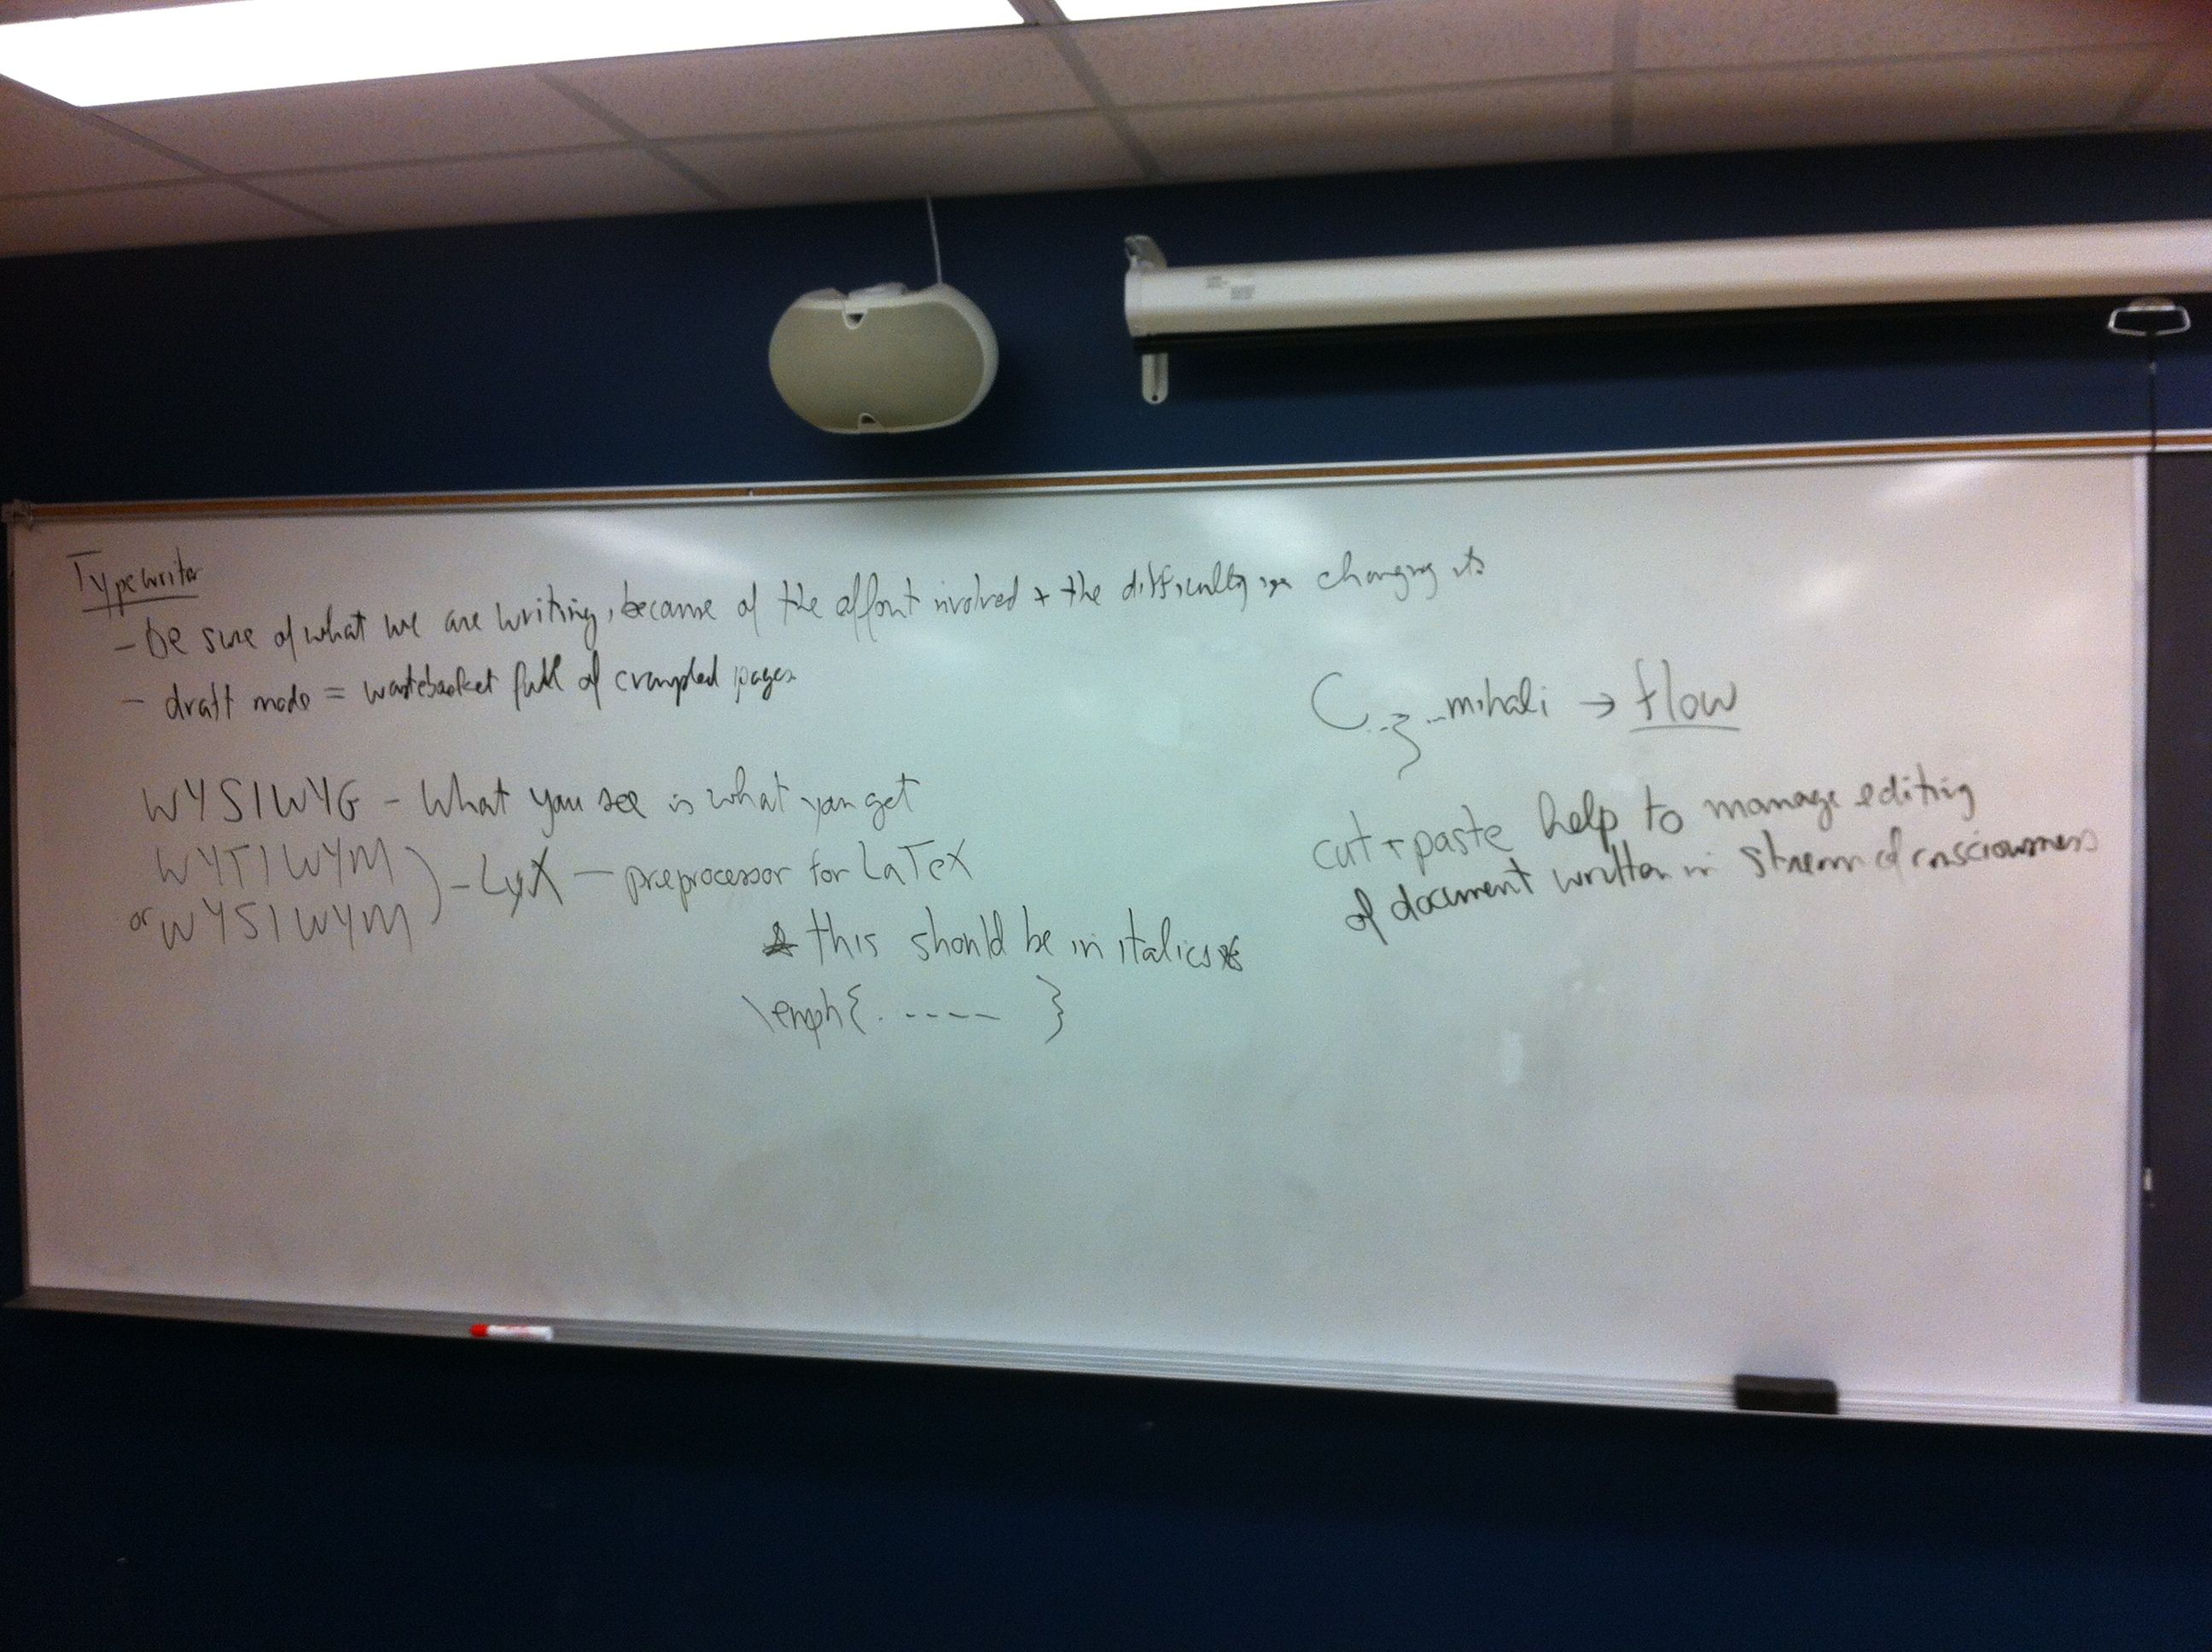 Typewriter
- be sure of what we are writing, because of the effort involved + the difficulty in changing it
- draft mode = wastebasket full of crumpled pages
WYSIWYG - What you see is what you get
WYTIWYM
or WYSIWYM ) - LyX - preprocessor for LaTeX
* this should be in italics *
\emph{ ..... }
C..z...mihali → flow
cut + paste help to manage editing
of document written in stream of consciousness